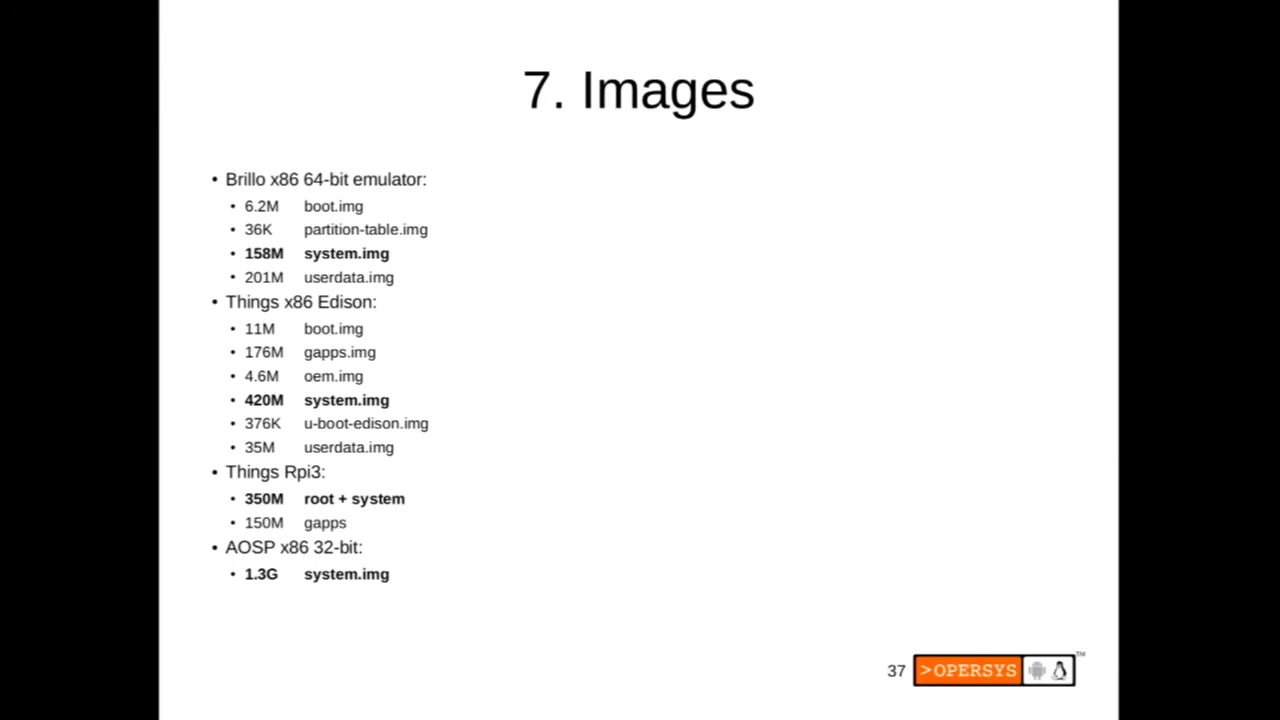 7. Images
• Brillo x86 64-bit emulator:
• 6.2M boot.img
• 36K partition-table.img
• 158M system.img
• 201M userdata.img
• Things x86 Edison:
• 11M boot.img
• 176M gapps.img
• 4.6M oem.img
• 420M system.img
• 376K u-boot-edison.img
• 35M userdata.img
• Things Rpi3:
• 350M root + system
• 150M gapps
• AOSP x86 32-bit:
• 1.3G system.img
37 >OPERSYS ™